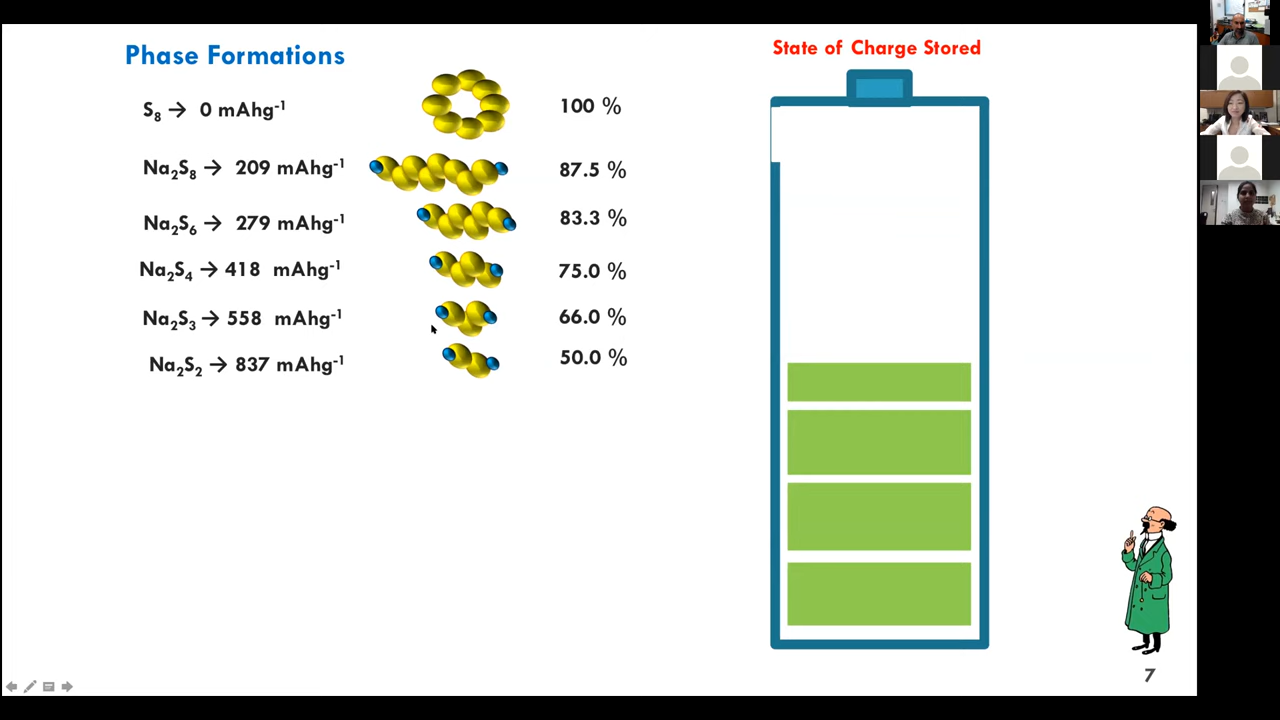 Phase Formations
State of Charge Stored
S₈ → 0 mAhg⁻¹ 100 %
Na₂S₈ → 209 mAhg⁻¹ 87.5 %
Na₂S₆ → 279 mAhg⁻¹ 83.3 %
Na₂S₄ → 418 mAhg⁻¹ 75.0 %
Na₂S₃ → 558 mAhg⁻¹ 66.0 %
Na₂S₂ → 837 mAhg⁻¹ 50.0 %
7